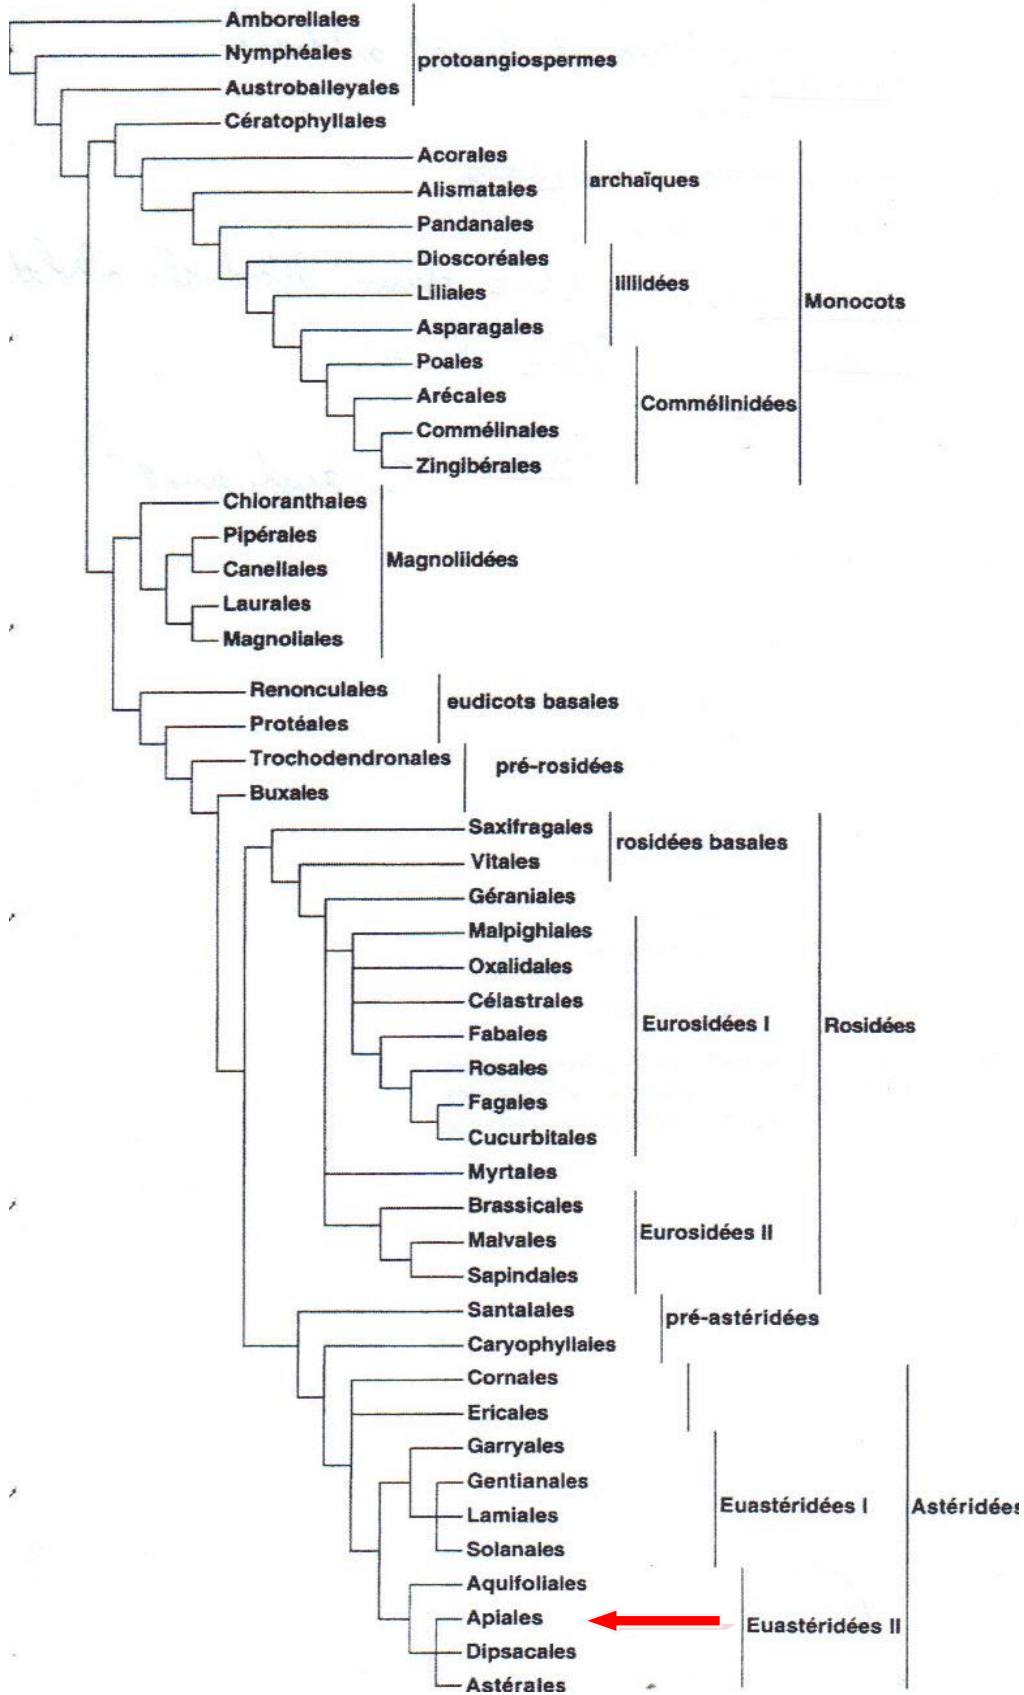 Amborellales
Nymphéales
protoangiospermes
Austrobaileyales
Cératophyllales
Acorales
archaïques
Alismatales
Pandanales
Dioscoréales
lillidées
Liliales
Monocots
Asparagales
Poales
Arécales
Commélinidées
Commélinales
Zingibérales
Chloranthales
Pipérales
Magnoliidées
Canellales
Laurales
Magnoliales
Renonculales
eudicots basales
Protéales
Trochodendronales
pré-rosidées
Buxales
Saxifragales
rosidées basales
Vitales
Géraniales
Malpighiales
Oxalidales
Célastrales
Eurosidées I
Rosidées
Fabales
Rosales
Fagales
Cucurbitales
Myrtales
Brassicales
Eurosidées II
Malvales
Sapindales
Santalales
pré-astéridées
Caryophyllales
Cornales
Ericales
Garryales
Gentianales
Euastéridées I
Astéridées
Lamiales
Solanales
Aquifoliales
Apiales
Euastéridées II
Dipsacales
Astérales